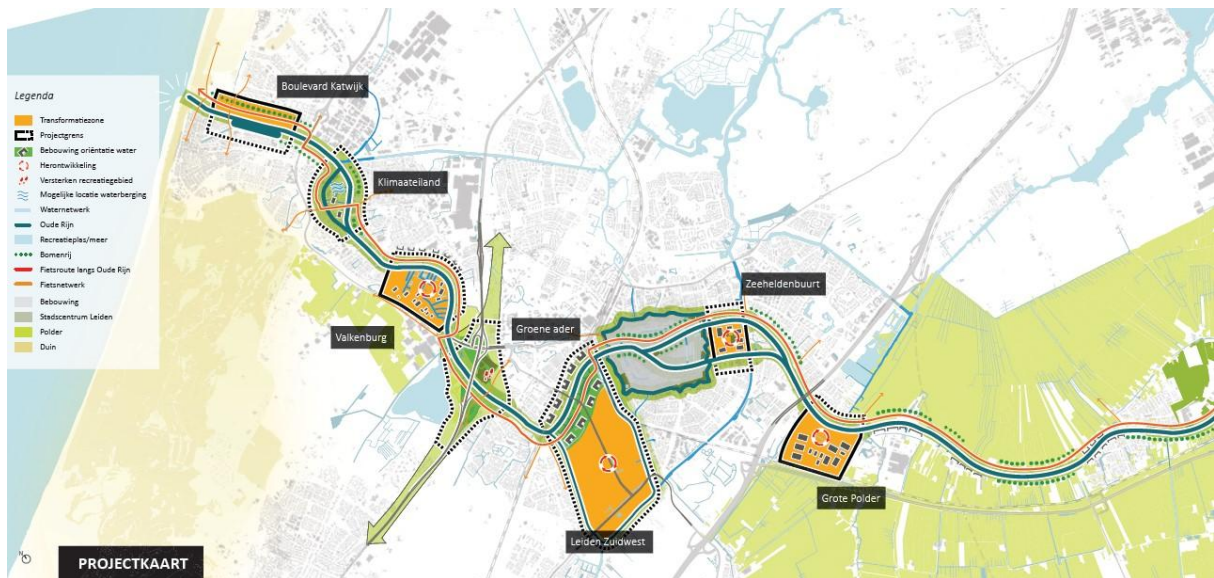 Boulevard Katwijk
Legenda
Transformatiezone
Projectgrens
Bebouwing oriëntatie water
Herontwikkeling
Versterken recreatiegebied
Mogelijke locatie waterberging
Waternetwerk
Oude Rijn
Recreatieplas/meer
Bomenrij
Fietsroute langs Oude Rijn
Fietsnetwerk
Bebouwing
Stadscentrum Leiden
Polder
Duin
Klimaateiland
Zeeheldenbuurt
Groene ader
Valkenburg
Grote Polder
Leiden Zuidwest
N
PROJECTKAART